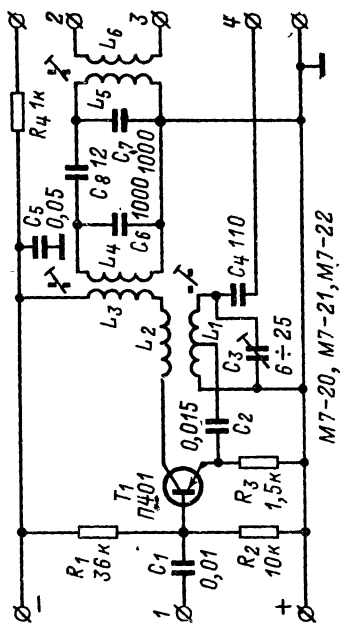 2
3
4
L6
L5
R4 1к
C7 1000
C8 12
C6 1000
C5 0,05
L4
L3
L2
L1
C4 110
C3
6÷25
C2
0,015
T1
П401
R1
36к
C1
0,01
R2
10к
R3
1,5к
1
−
+
М7-20, М7-21, М7-22